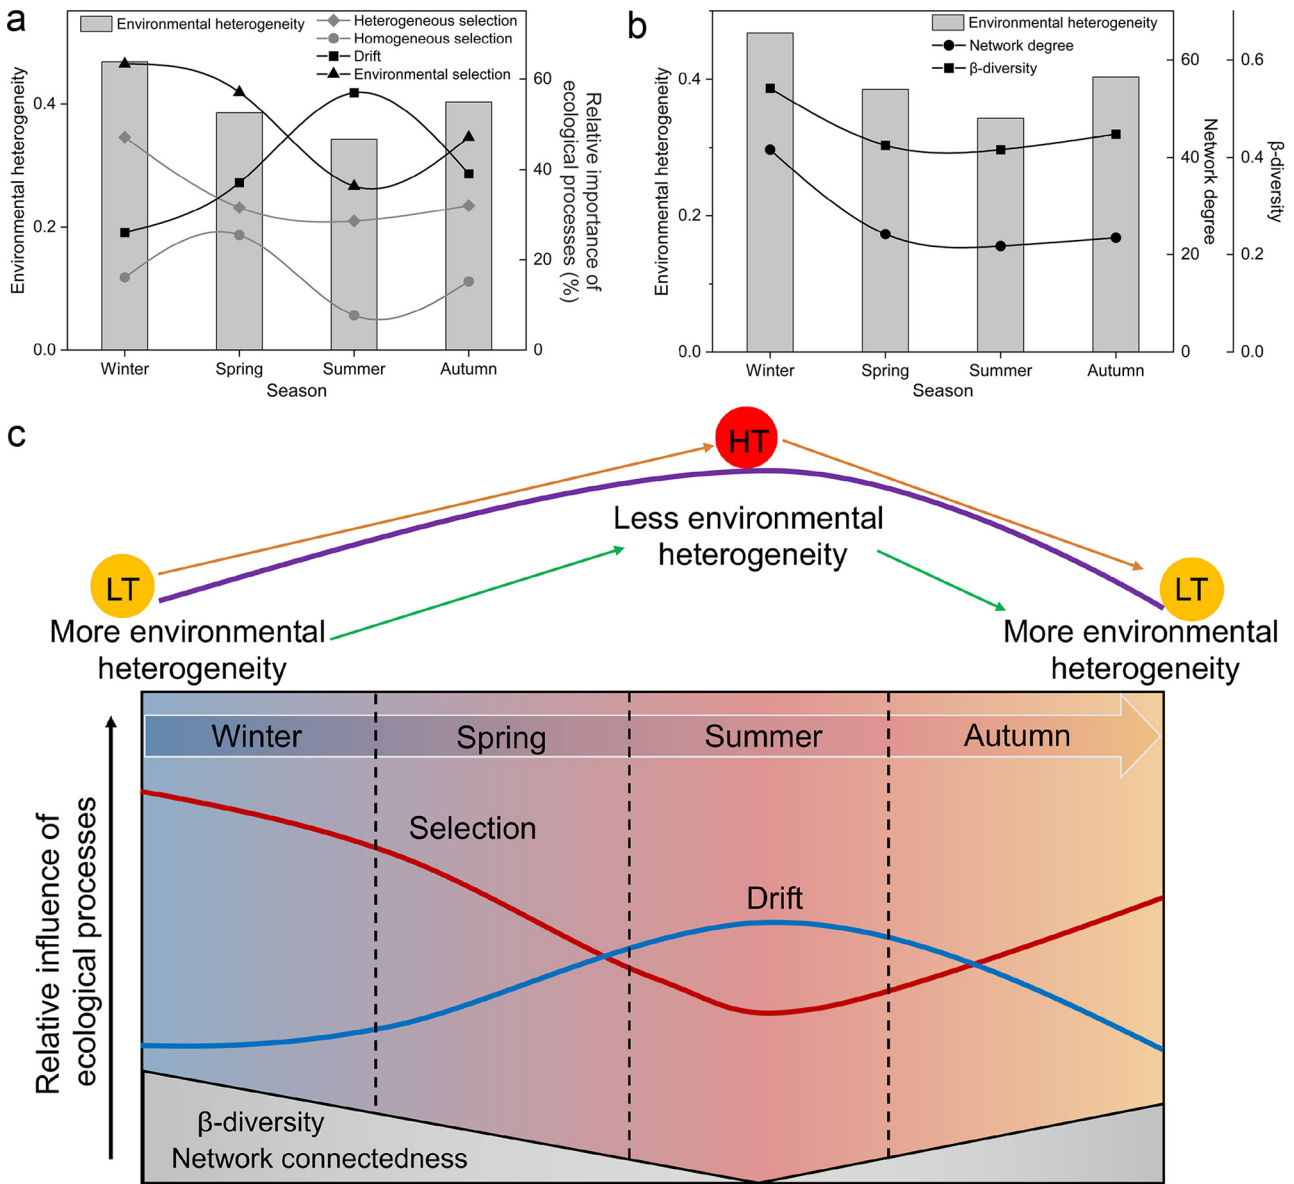 a
Environmental heterogeneity
Heterogeneous selection
Homogeneous selection
Drift
Environmental selection
Environmental heterogeneity
0.4
0.2
0.0
60
40
20
0
Relative importance of
ecological processes (%)
Winter
Spring
Summer
Autumn
Season
b
Environmental heterogeneity
Network degree
β-diversity
Environmental heterogeneity
0.4
0.2
0.0
60
40
20
0
Network degree
0.6
0.4
0.2
0.0
β-diversity
Winter
Spring
Summer
Autumn
Season
c
HT
LT
LT
Less environmental
heterogeneity
More environmental
heterogeneity
More environmental
heterogeneity
Winter
Spring
Summer
Autumn
Selection
Drift
Relative influence of
ecological processes
β-diversity
Network connectedness